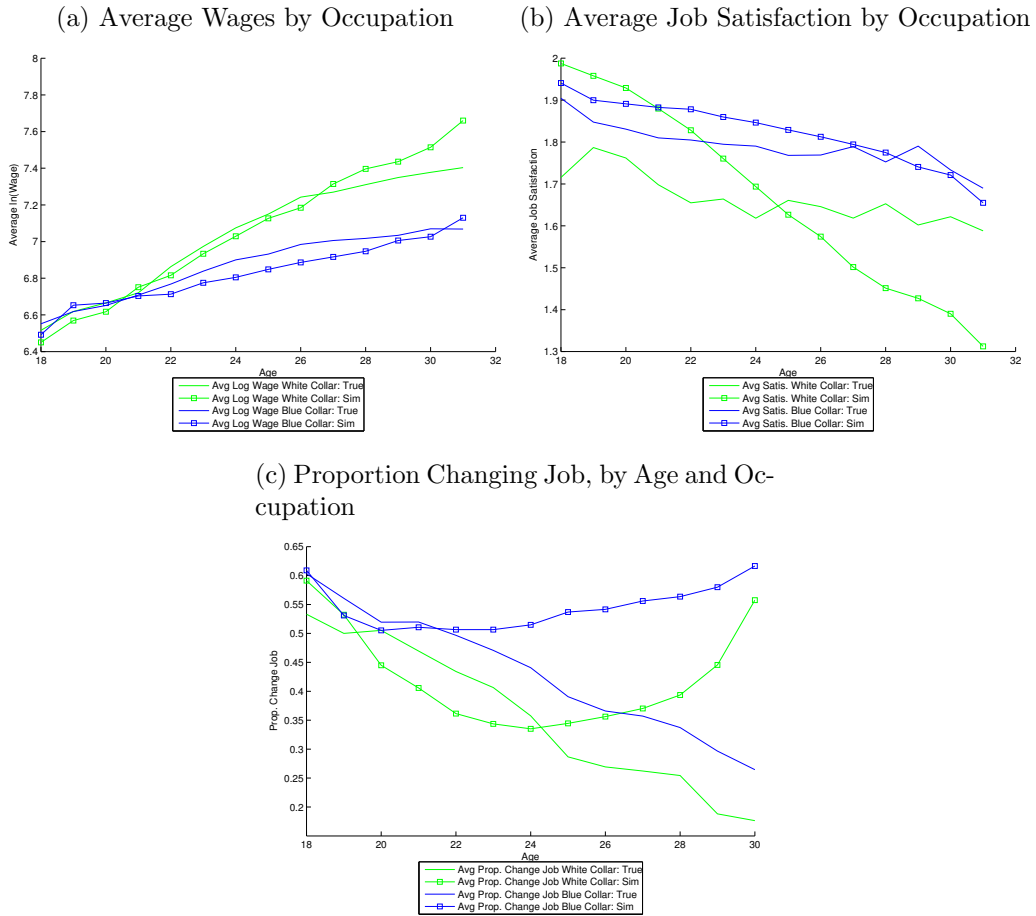 (a) Average Wages by Occupation
8
7.8
7.6
7.4
7.2
7
6.8
6.6
6.4
Average ln(Wage)
18 20 22 24 26 28 30 32
Age
Avg Log Wage White Collar: True
Avg Log Wage White Collar: Sim
Avg Log Wage Blue Collar: True
Avg Log Wage Blue Collar: Sim
(b) Average Job Satisfaction by Occupation
2
1.9
1.8
1.7
1.6
1.5
1.4
1.3
Average Job Satisfaction
18 20 22 24 26 28 30 32
Age
Avg Satis. White Collar: True
Avg Satis. White Collar: Sim
Avg Satis. Blue Collar: True
Avg Satis. Blue Collar: Sim
(c) Proportion Changing Job, by Age and Oc-
cupation
0.65
0.6
0.55
0.5
0.45
0.4
0.35
0.3
0.25
0.2
Prop. Change Job
18 20 22 24 26 28 30
Age
Avg Prop. Change Job White Collar: True
Avg Prop. Change Job White Collar: Sim
Avg Prop. Change Job Blue Collar: True
Avg Prop. Change Job Blue Collar: Sim